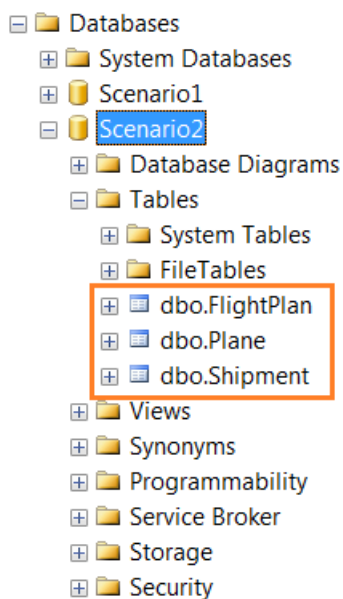 Databases
System Databases
Scenario1
Scenario2
Database Diagrams
Tables
System Tables
FileTables
dbo.FlightPlan
dbo.Plane
dbo.Shipment
Views
Synonyms
Programmability
Service Broker
Storage
Security